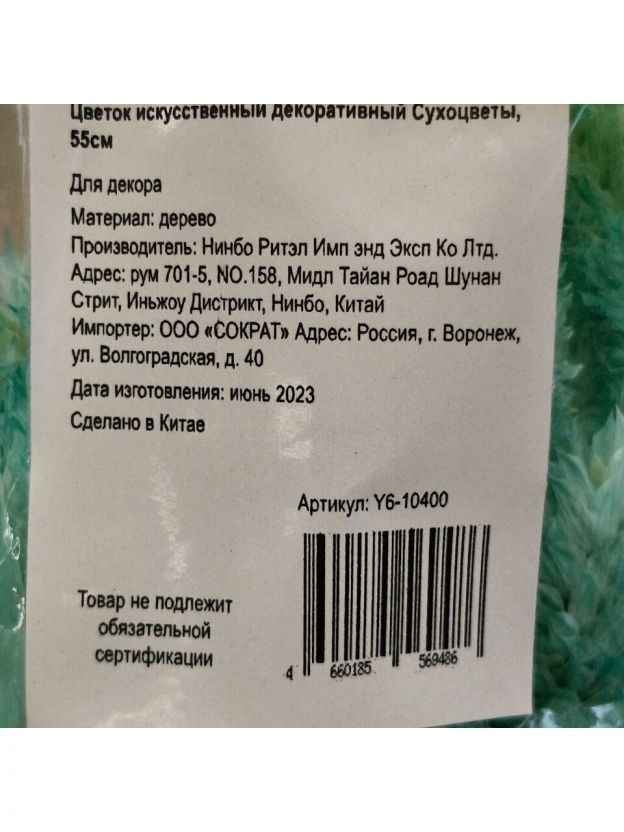 Цветок искусственный декоративный Сухоцветы,
55см
Для декора
Материал: дерево
Производитель: Нинбо Ритэл Имп энд Эксп Ко Лтд.
Адрес: рум 701-5, NO.158, Мидл Тайан Роад Шунан
Стрит, Иньжоу Дистрикт, Нинбо, Китай
Импортер: ООО «СОКРАТ» Адрес: Россия, г. Воронеж,
ул. Волгоградская, д. 40
Дата изготовления: июнь 2023
Сделано в Китае
Артикул: Y6-10400
Товар не подлежит
обязательной
сертификации
4 660185 569486